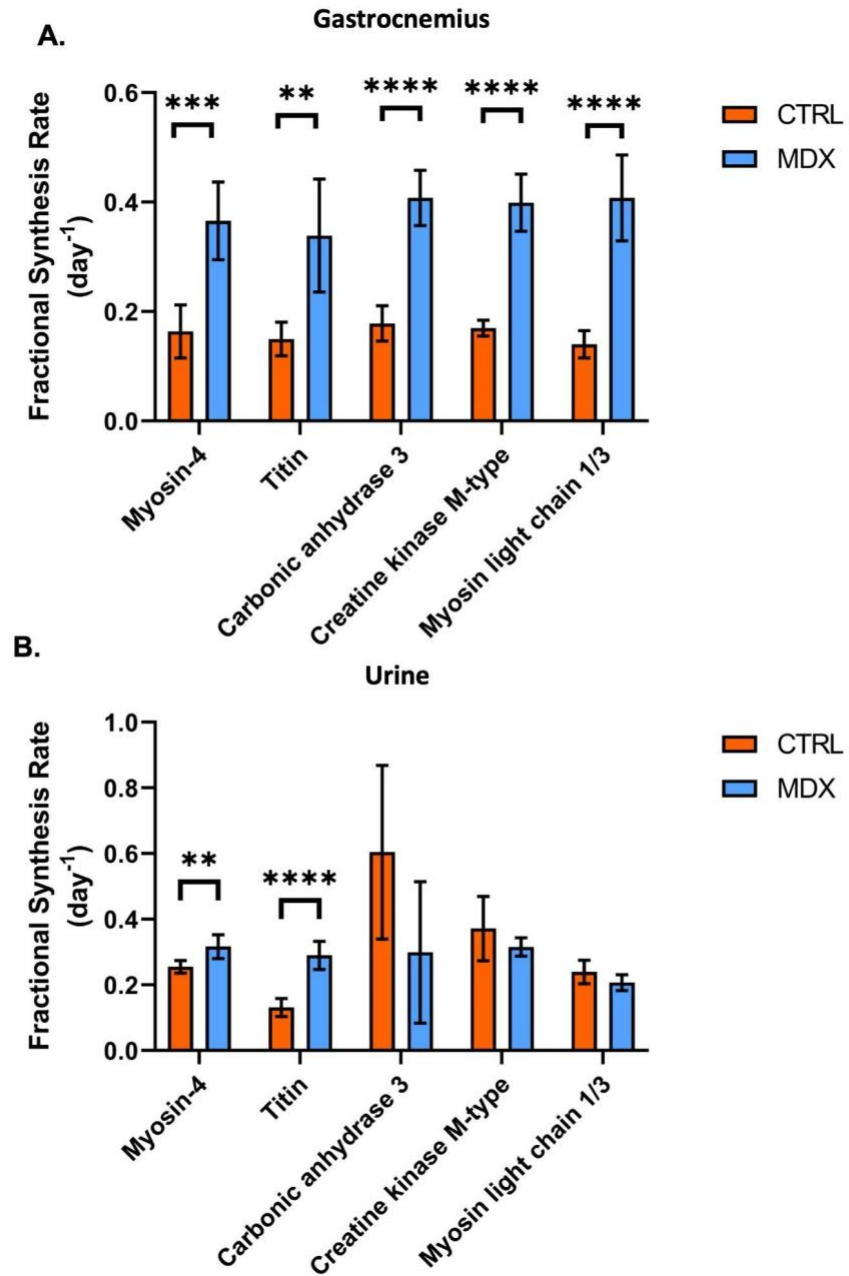 A.
Gastrocnemius
Fractional Synthesis Rate
(day-1)
0.6
0.4
0.2
0.0
***
**
****
****
****
CTRL
MDX
Myosin-4
Titin
Carbonic anhydrase 3
Creatine kinase M-type
Myosin light chain 1/3
B.
Urine
Fractional Synthesis Rate
(day-1)
1.0
0.8
0.6
0.4
0.2
0.0
**
****
CTRL
MDX
Myosin-4
Titin
Carbonic anhydrase 3
Creatine kinase M-type
Myosin light chain 1/3